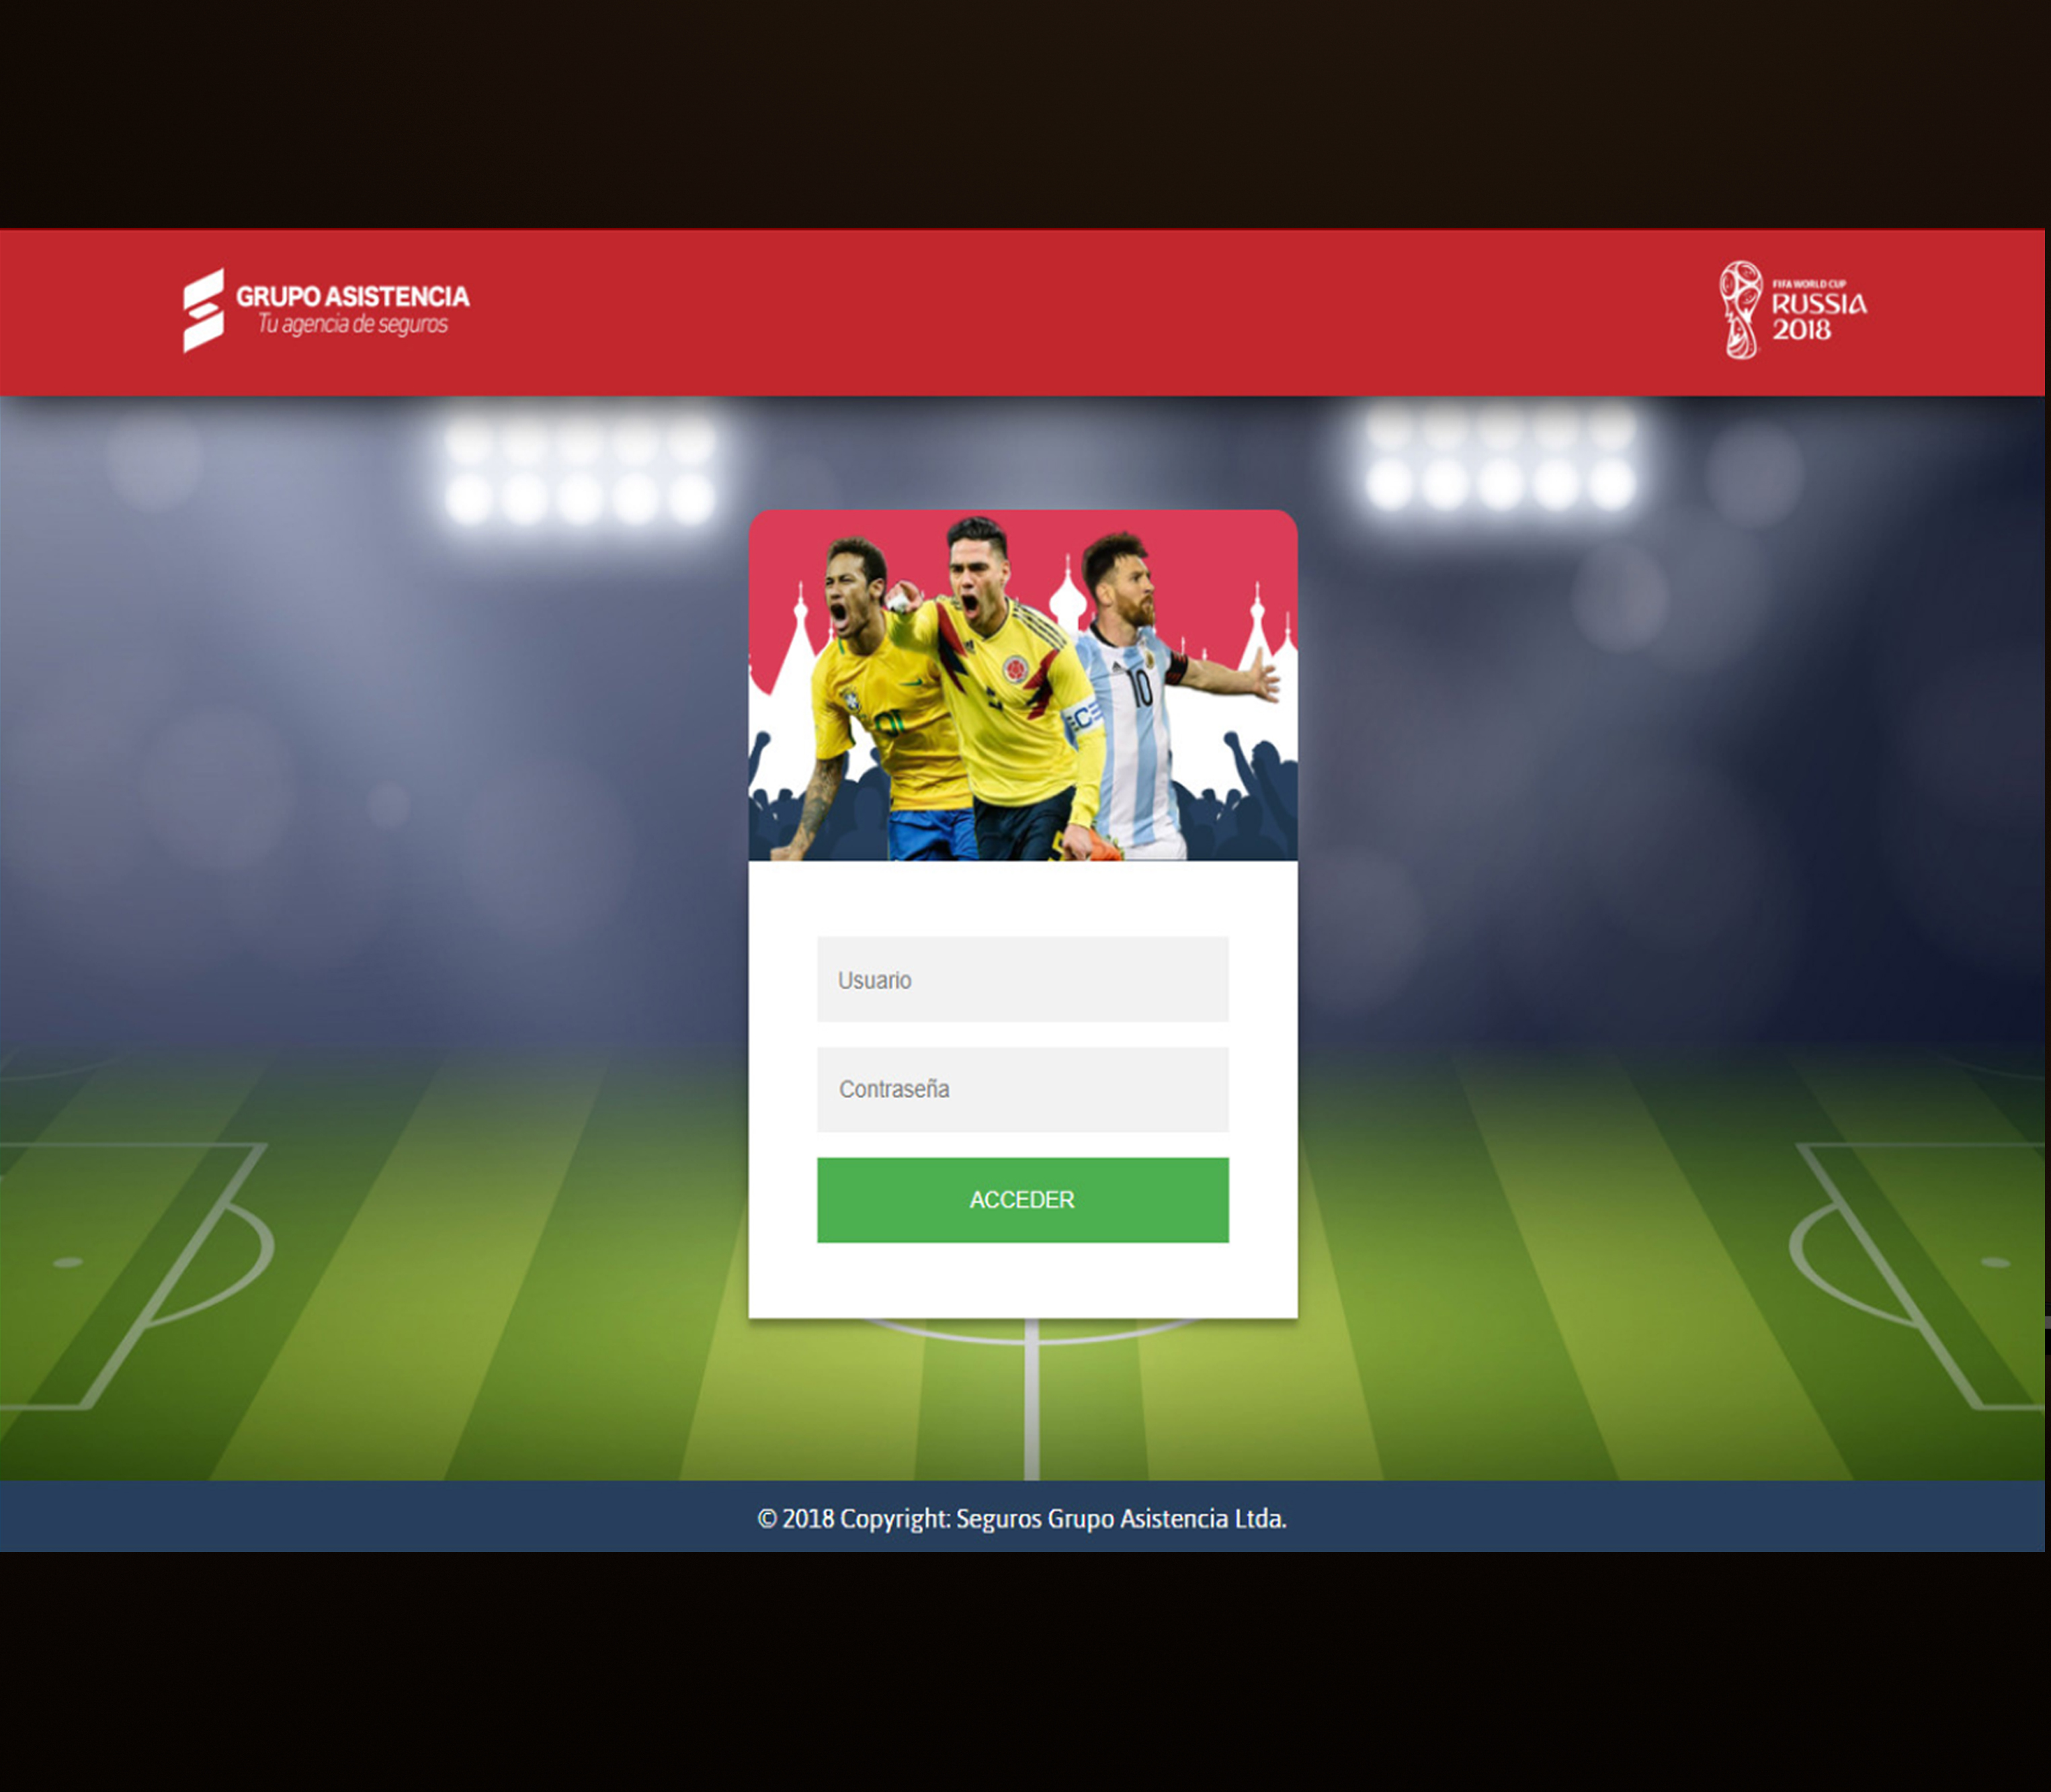 GRUPO ASISTENCIA
Tu agencia de seguros
FIFA WORLD CUP
RUSSIA
2018
10
Usuario
Contraseña
ACCEDER
© 2018 Copyright: Seguros Grupo Asistencia Ltda.